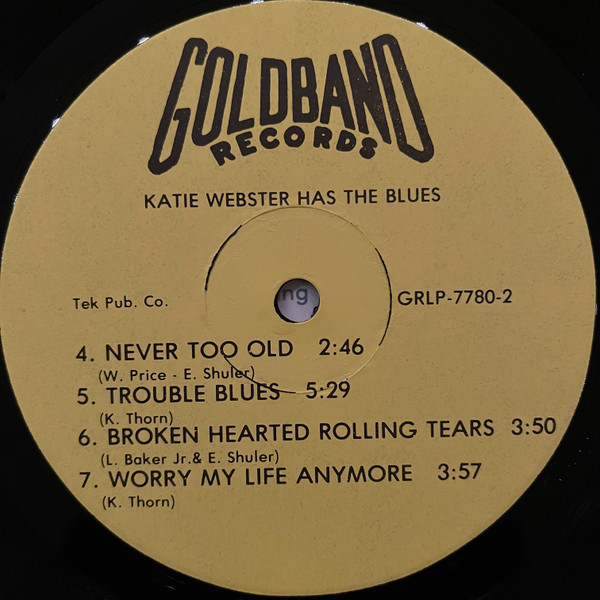 GOLDBAND
RECORDS
KATIE WEBSTER HAS THE BLUES
Tek Pub. Co.
ng
GRLP-7780-2
4. NEVER TOO OLD 2:46
(W. Price - E. Shuler)
5. TROUBLE BLUES 5:29
(K. Thorn)
6. BROKEN HEARTED ROLLING TEARS 3:50
(L. Baker Jr.& E. Shuler)
7. WORRY MY LIFE ANYMORE 3:57
(K. Thorn)